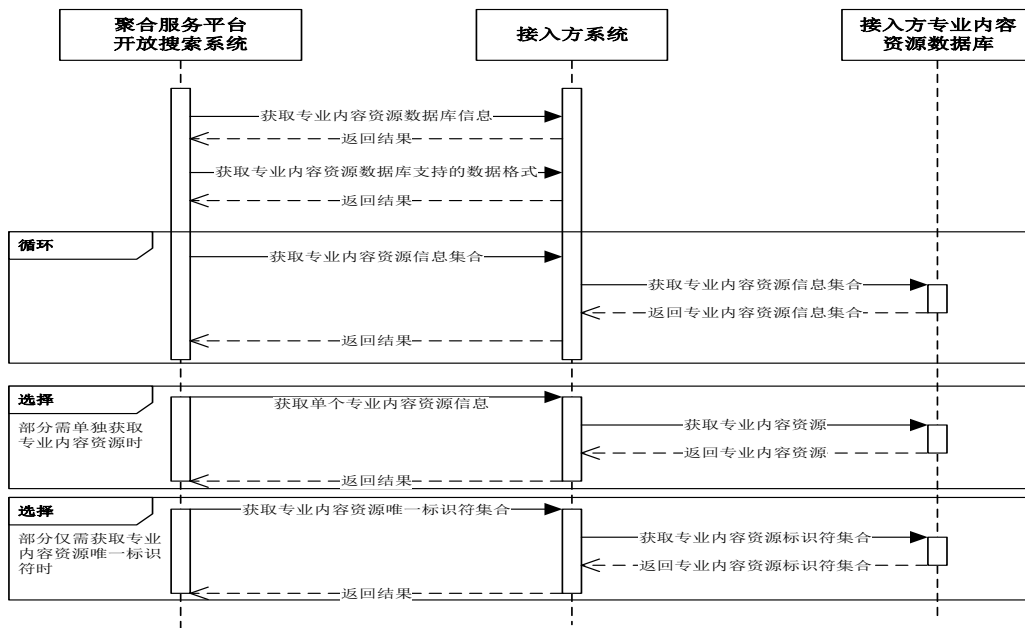 聚合服务平台
开放搜索系统
接入方系统
接入方专业内容
资源数据库
获取专业内容资源数据库信息
返回结果
获取专业内容资源数据库支持的数据格式
返回结果
循环
获取专业内容资源信息集合
获取专业内容资源信息集合
返回专业内容资源信息集合
返回结果
选择
部分需单独获取
专业内容资源时
获取单个专业内容资源信息
获取专业内容资源
返回专业内容资源
返回结果
选择
部分仅需获取专业
内容资源唯一标识
符时
获取专业内容资源唯一标识符集合
获取专业内容资源标识符集合
返回专业内容资源标识符集合
返回结果